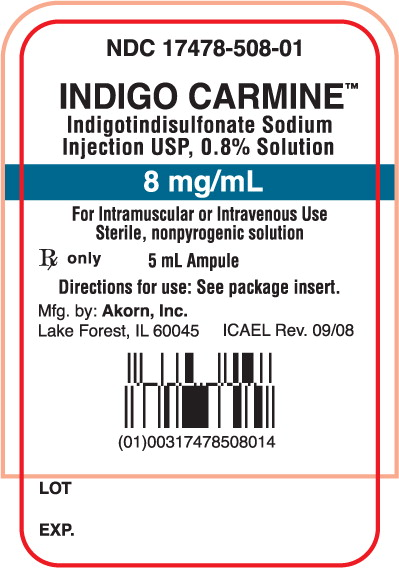 NDC 17478-508-01
INDIGO CARMINE™
Indigotindisulfonate Sodium
Injection USP, 0.8% Solution
8 mg/mL
For Intramuscular or Intravenous Use
Sterile, nonpyrogenic solution
℞ only 5 mL Ampule
Directions for use: See package insert.
Mfg. by: Akorn, Inc.
Lake Forest, IL 60045 ICAEL Rev. 09/08
(01)00317478508014
LOT
EXP.